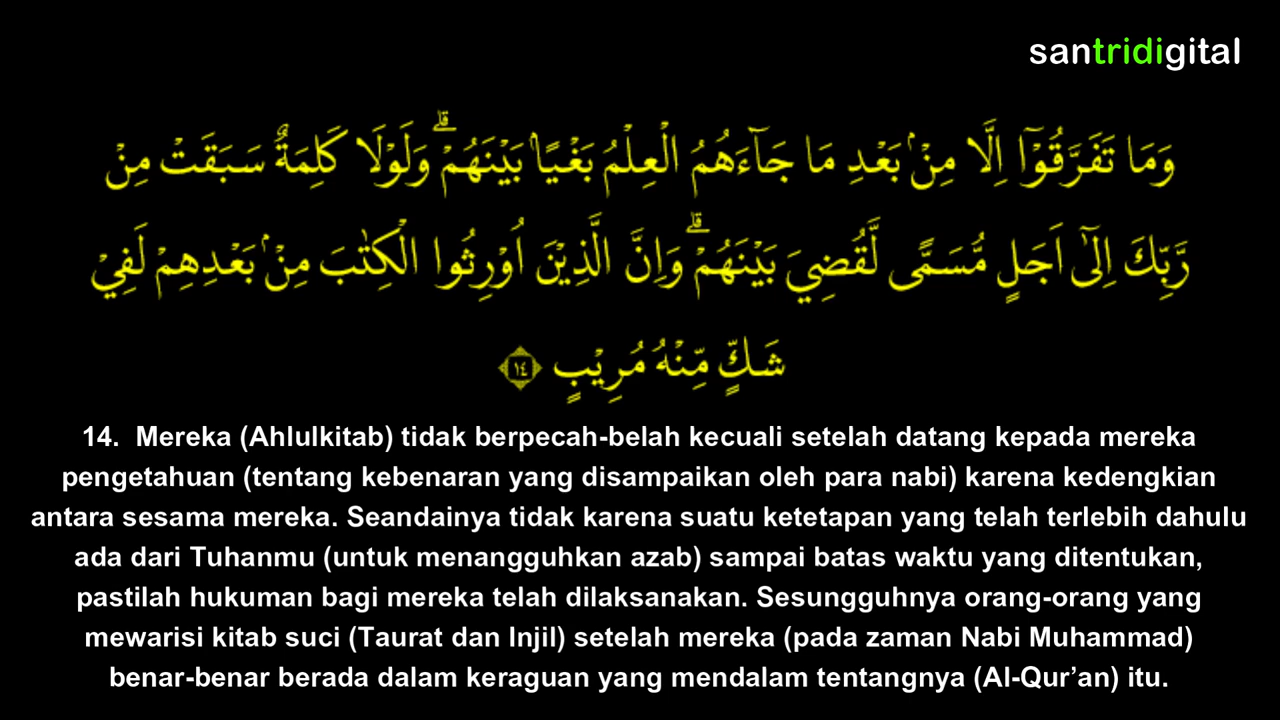 santridigital
وَمَا تَفَرَّقُوْٓا اِلَّا مِنْۢ بَعْدِ مَا جَاۤءَهُمُ الْعِلْمُ بَغْيًاۢ بَيْنَهُمْۗ وَلَوْلَا كَلِمَةٌ سَبَقَتْ مِنْ
رَّبِّكَ اِلٰٓى اَجَلٍ مُّسَمًّى لَّقُضِيَ بَيْنَهُمْۗ وَاِنَّ الَّذِيْنَ اُوْرِثُوا الْكِتٰبَ مِنْۢ بَعْدِهِمْ لَفِيْ
شَكٍّ مِّنْهُ مُرِيْبٍ ١٤
14. Mereka (Ahlulkitab) tidak berpecah-belah kecuali setelah datang kepada mereka
pengetahuan (tentang kebenaran yang disampaikan oleh para nabi) karena kedengkian
antara sesama mereka. Seandainya tidak karena suatu ketetapan yang telah terlebih dahulu
ada dari Tuhanmu (untuk menangguhkan azab) sampai batas waktu yang ditentukan,
pastilah hukuman bagi mereka telah dilaksanakan. Sesungguhnya orang-orang yang
mewarisi kitab suci (Taurat dan Injil) setelah mereka (pada zaman Nabi Muhammad)
benar-benar berada dalam keraguan yang mendalam tentangnya (Al-Qur’an) itu.